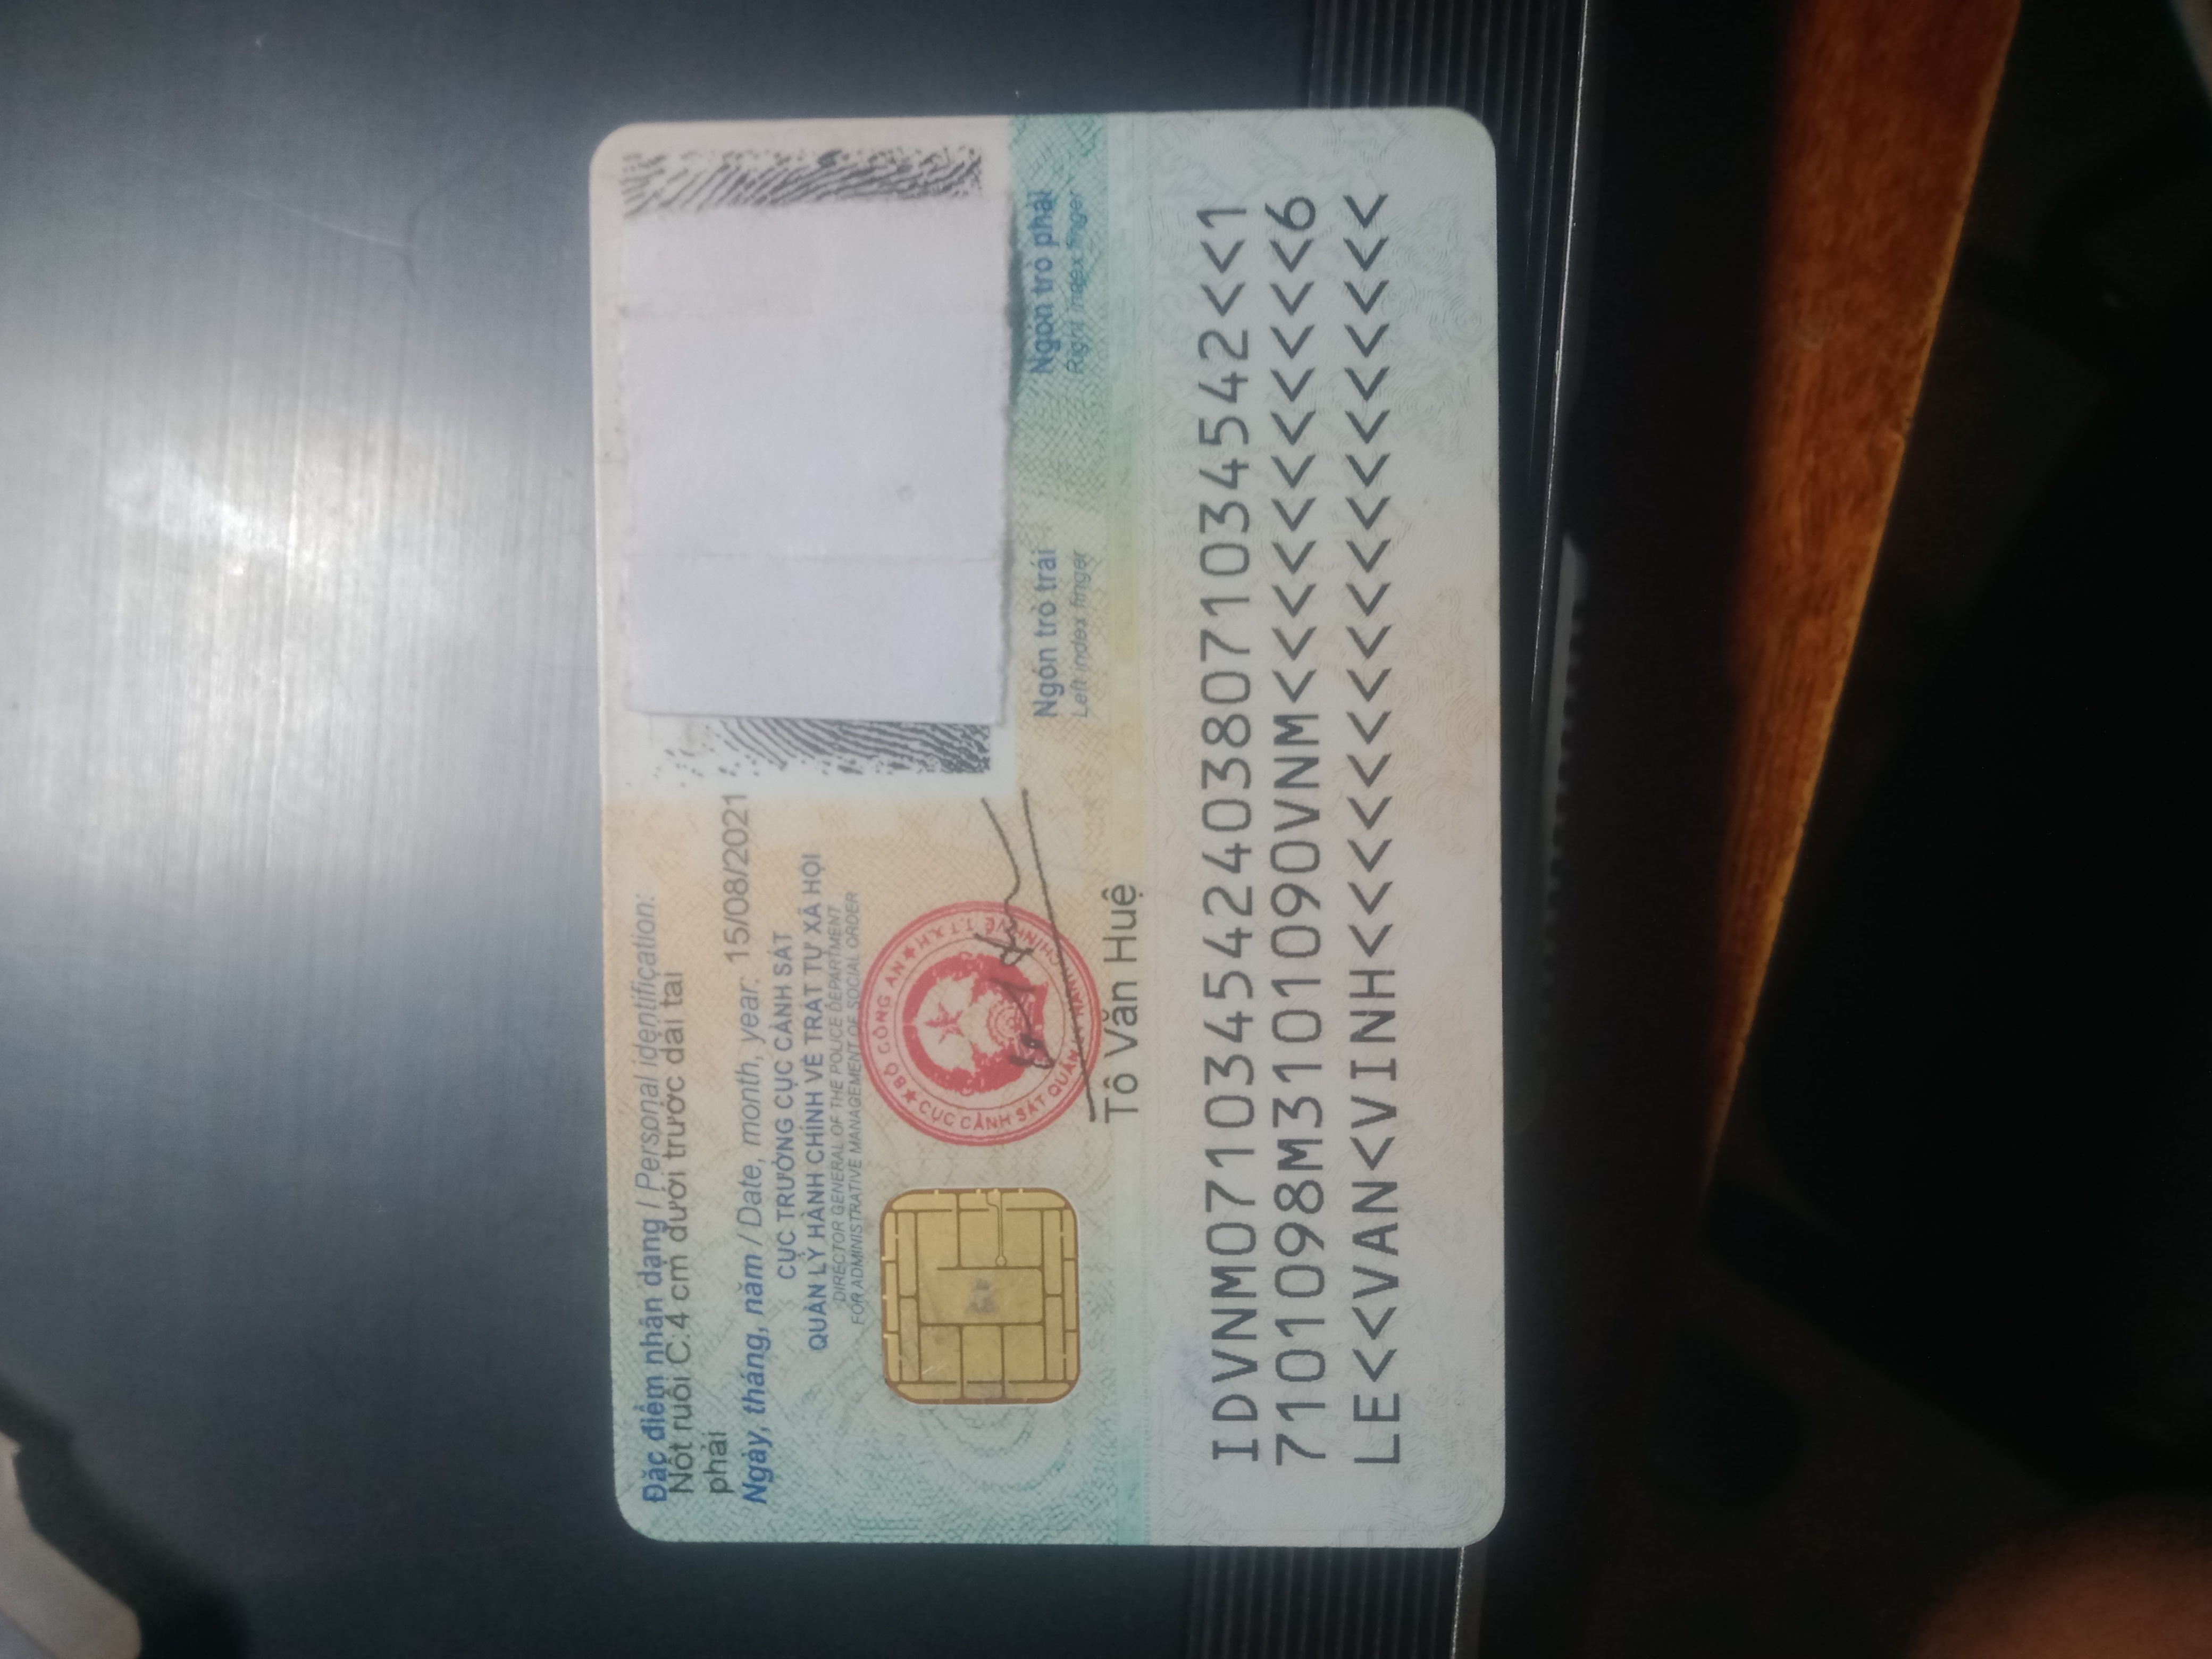 Đặc điểm nhân dạng / Personal identification:
Nốt ruồi C:4 cm dưới trước dái tai
phải
Ngày, tháng, năm / Date, month, year: 15/08/2021
CỤC TRƯỞNG CỤC CẢNH SÁT
QUẢN LÝ HÀNH CHÍNH VỀ TRẬT TỰ XÃ HỘI
DIRECTOR GENERAL OF THE POLICE DEPARTMENT
FOR ADMINISTRATIVE MANAGEMENT OF SOCIAL ORDER
BỘ CÔNG AN
CỤC CẢNH SÁT QUẢN LÝ HÀNH CHÍNH VỀ T.T.X.H
Tô Văn Huệ
Ngón trỏ trái
Left index finger
Ngón trỏ phải
Right index finger
IDVNM0710345424038071034542<<1
7101098M3101090VNM<<<<<<<<<<<6
LE<<VAN<VINH<<<<<<<<<<<<<<<<<<